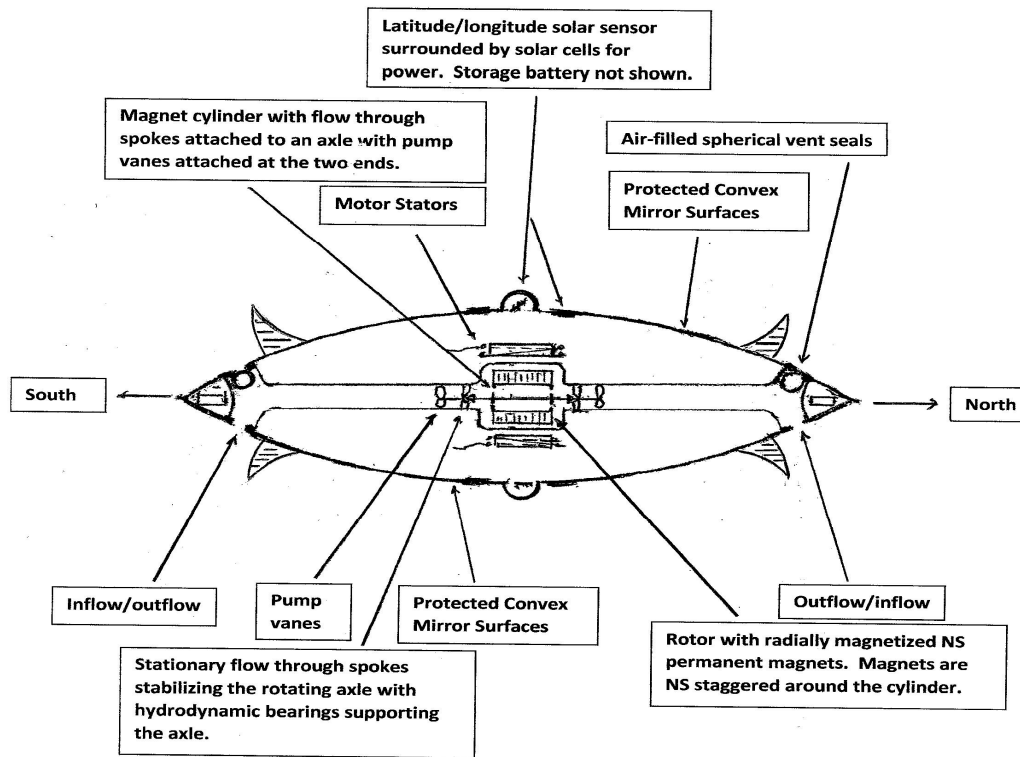 Latitude/longitude solar sensor
surrounded by solar cells for
power. Storage battery not shown.
Magnet cylinder with flow through
spokes attached to an axle with pump
vanes attached at the two ends.
Air-filled spherical vent seals
Motor Stators
Protected Convex
Mirror Surfaces
South
North
Inflow/outflow
Pump
vanes
Protected Convex
Mirror Surfaces
Outflow/inflow
Stationary flow through spokes
stabilizing the rotating axle with
hydrodynamic bearings supporting
the axle.
Rotor with radially magnetized NS
permanent magnets. Magnets are
NS staggered around the cylinder.